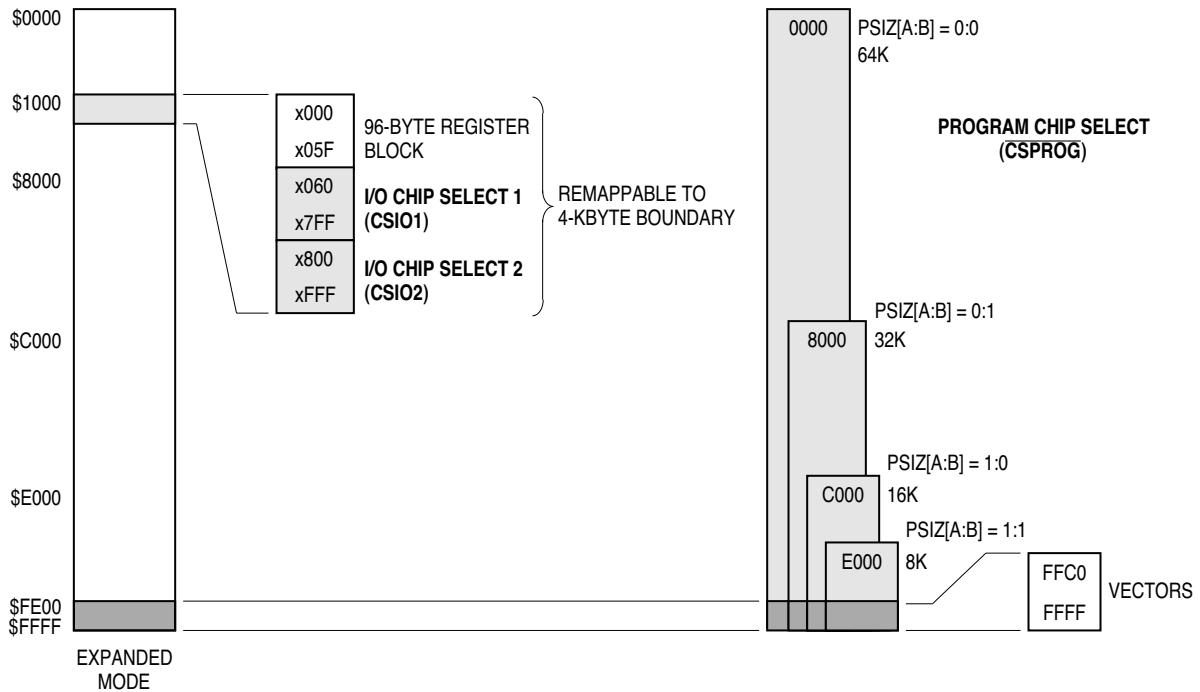 $0000
$1000
$8000
$C000
$E000
$FE00
$FFFF
EXPANDED
MODE
x000
x05F
96-BYTE REGISTER
BLOCK
x060
x7FF
I/O CHIP SELECT 1
(CSIO1)
x800
xFFF
I/O CHIP SELECT 2
(CSIO2)
REMAPPABLE TO
4-KBYTE BOUNDARY
0000
PSIZ[A:B] = 0:0
64K
PROGRAM CHIP SELECT
(CSPROG)
8000
PSIZ[A:B] = 0:1
32K
C000
PSIZ[A:B] = 1:0
16K
E000
PSIZ[A:B] = 1:1
8K
FFC0
FFFF
VECTORS